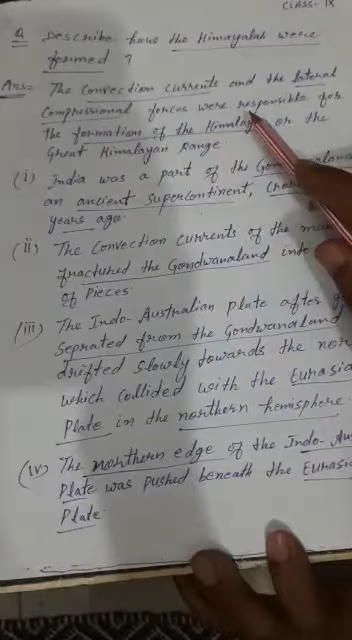 CLASS- IX
Q Describe how the Himalayas were
formed ?
Ans= The Convection currents and the lateral
Compressional forces were responsible for
the formation of the Himalaya or the
Great Himalayan Range.
(i) India was a part of the
an ancient Supercontinent,
years ago.
(ii) The Convection currents of the
fractured the Gondwanaland into
of Pieces.
(iii) The Indo-Australian plate after
Seprated from the Gondwanaland
drifted slowly towards the
which collided with the Eurasia
Plate in the northern hemisphere.
(iv) The northern edge of the Indo-Aus
Plate was pushed beneath the Eurasi
Plate.